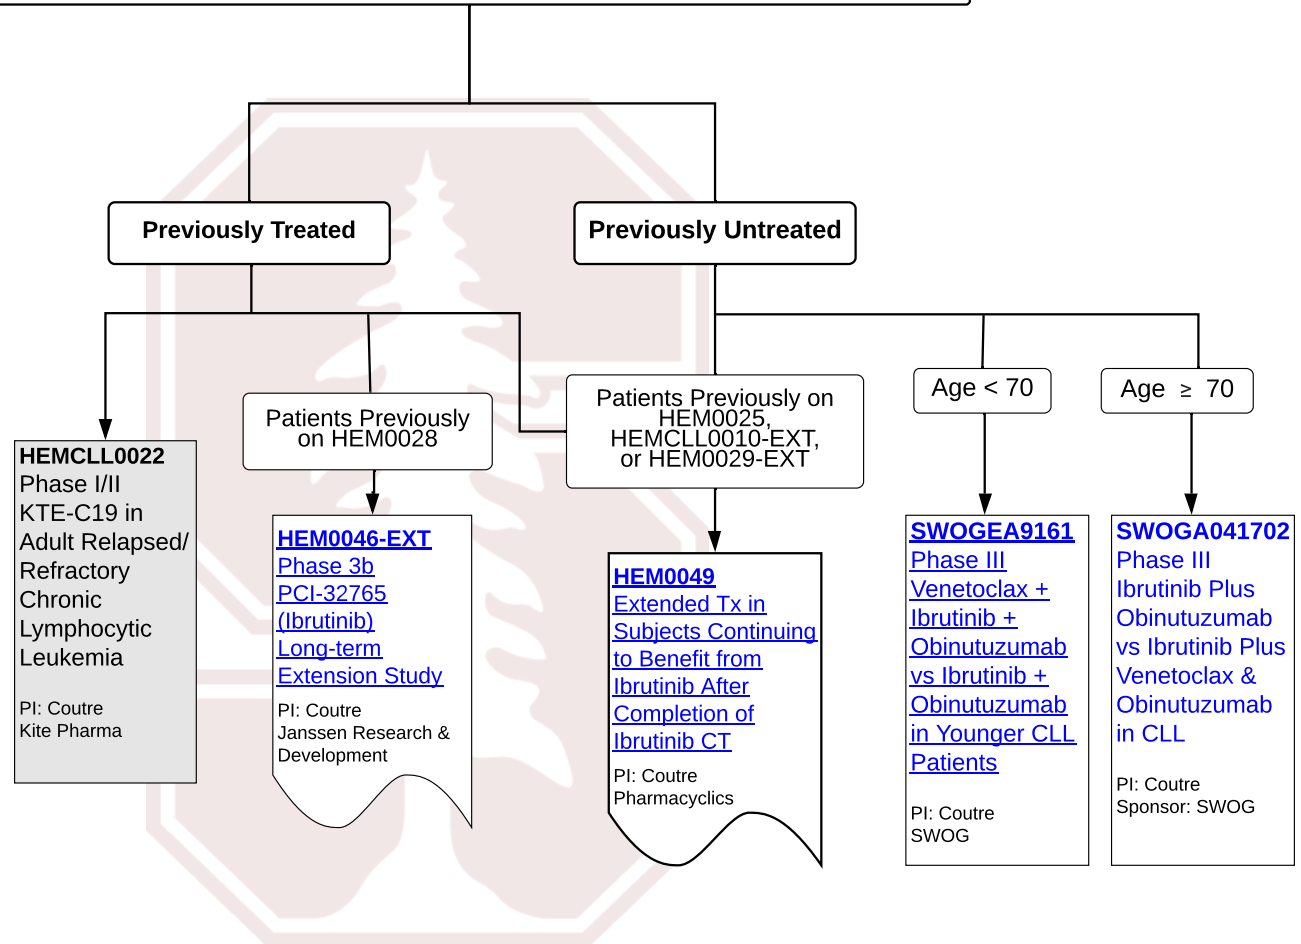 Previously Treated
Previously Untreated
Patients Previously
on HEM0028
Patients Previously on
HEM0025,
HEMCLL0010-EXT,
or HEM0029-EXT
Age < 70
Age ≥ 70
HEMCLL0022
Phase I/II
KTE-C19 in
Adult Relapsed/
Refractory
Chronic
Lymphocytic
Leukemia
PI: Coutre
Kite Pharma
HEM0046-EXT
Phase 3b
PCI-32765
(Ibrutinib)
Long-term
Extension Study
PI: Coutre
Janssen Research &
Development
HEM0049
Extended Tx in
Subjects Continuing
to Benefit from
Ibrutinib After
Completion of
Ibrutinib CT
PI: Coutre
Pharmacyclics
SWOGEA9161
Phase III
Venetoclax +
Ibrutinib +
Obinutuzumab
vs Ibrutinib +
Obinutuzumab
in Younger CLL
Patients
PI: Coutre
SWOG
SWOGA041702
Phase III
Ibrutinib Plus
Obinutuzumab
vs Ibrutinib Plus
Venetoclax &
Obinutuzumab
in CLL
PI: Coutre
Sponsor: SWOG